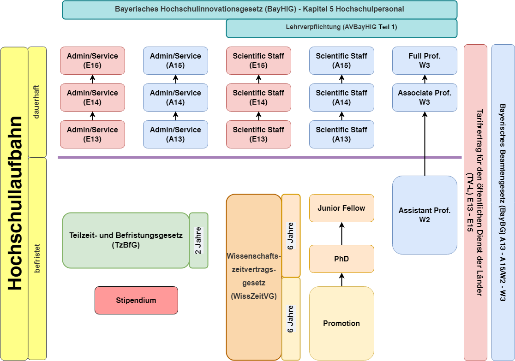 Bayerisches Hochschulinnovationsgesetz (BayHIG) - Kapitel 5 Hochschulpersonal
Lehrverpflichtung (AVBayHIG Teil 1)
Hochschullaufbahn
dauerhaft
befristet
Admin/Service
(E15)
Admin/Service
(A15)
Scientific Staff
(E15)
Scientific Staff
(A15)
Full Prof.
W3
Admin/Service
(E14)
Admin/Service
(A14)
Scientific Staff
(E14)
Scientific Staff
(A14)
Associate Prof.
W3
Admin/Service
(E13)
Admin/Service
(A13)
Scientific Staff
(E13)
Scientific Staff
(A13)
Teilzeit- und Befristungsgesetz
(TzBfG)
2 Jahre
Stipendium
Wissenschafts-
zeitvertrags-
gesetz
(WissZeitVG)
6 Jahre
6 Jahre
Junior Fellow
PhD
Promotion
Assistant Prof.
W2
Tarifvertrag für den öffentlichen Dienst der Länder
(TV-L) E13 - E15
Bayerisches Beamtengesetz (BayBG) A13 - A15/W2 - W3